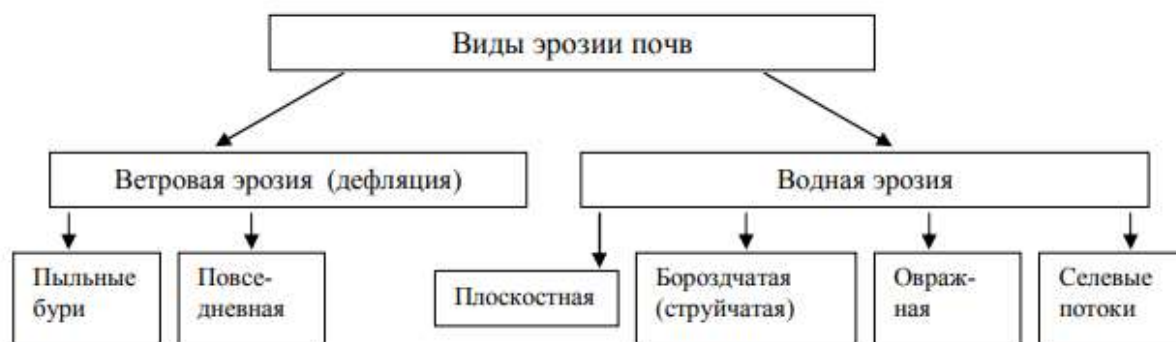 Виды эрозии почв
Ветровая эрозия (дефляция)
Водная эрозия
Пыльные
бури
Повсе-
дневная
Плоскостная
Бороздчатая
(струйчатая)
Овраж-
ная
Селевые
потоки